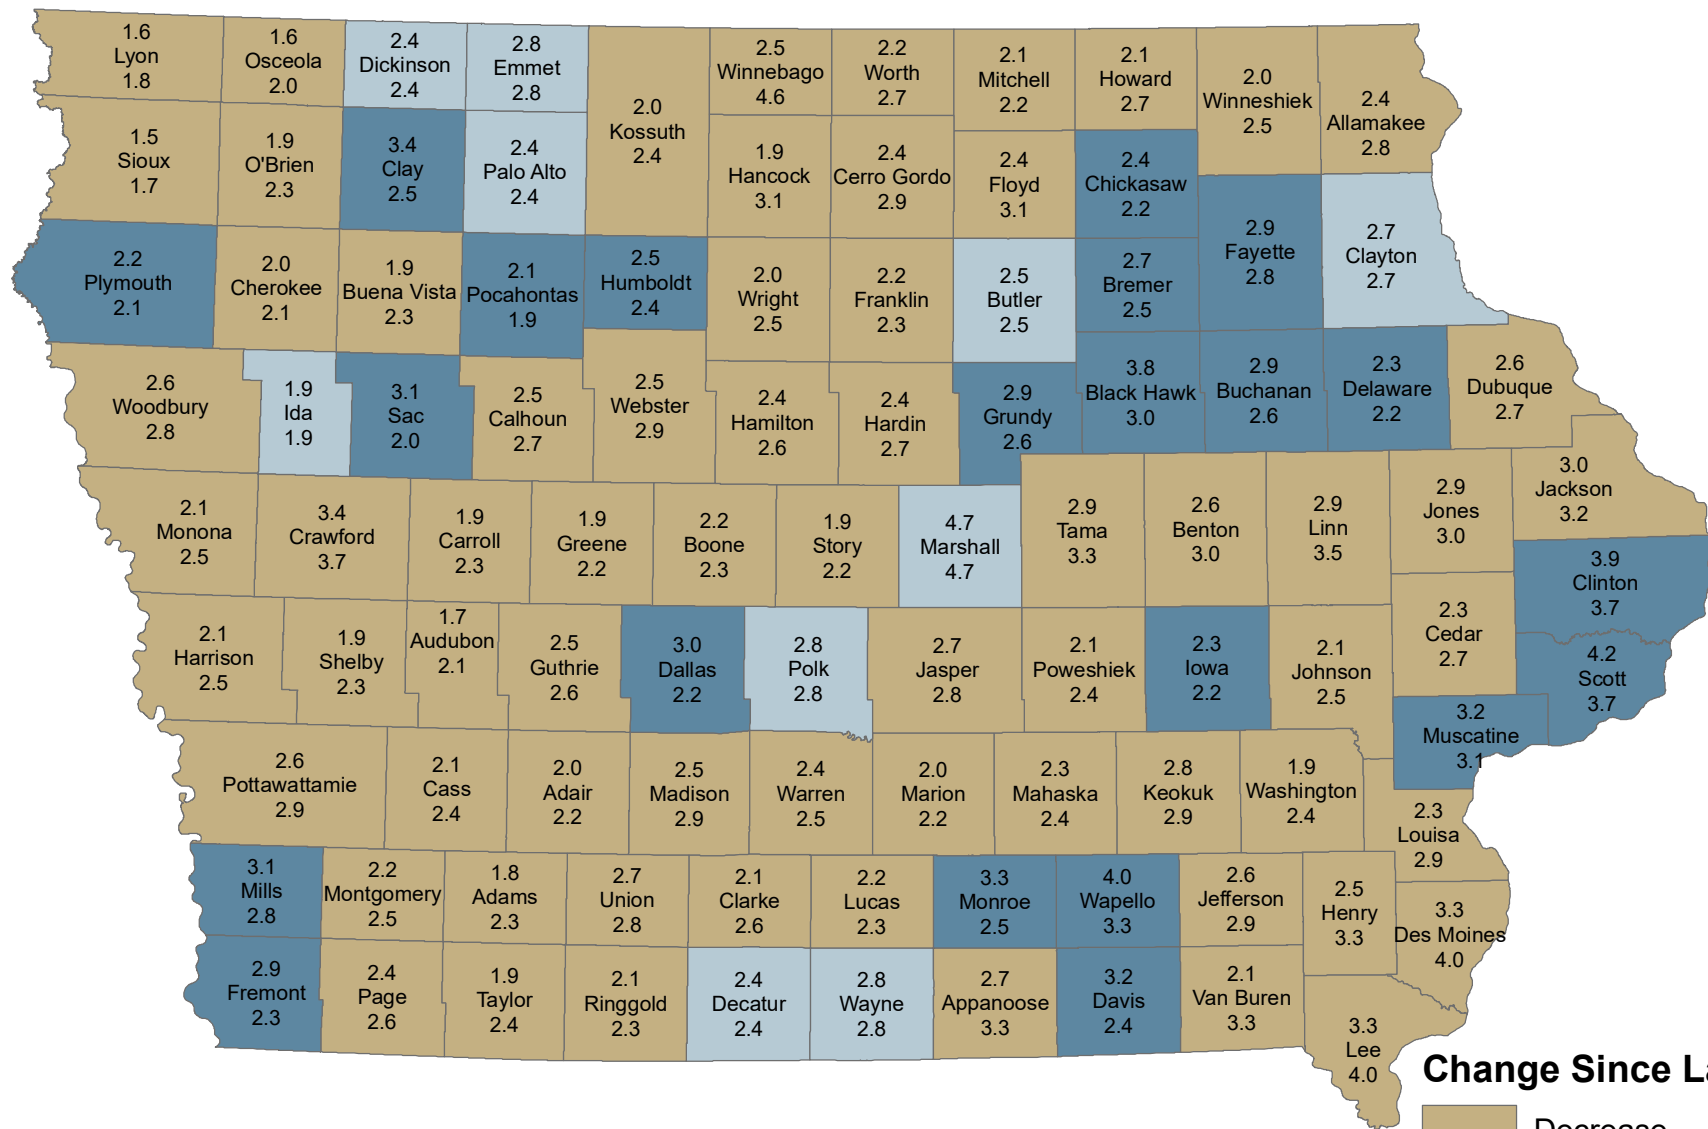 1.6
Lyon
1.8
1.6
Osceola
2.0
2.4
Dickinson
2.4
2.8
Emmet
2.8
2.0
Kossuth
2.4
2.5
Winnebago
4.6
2.2
Worth
2.7
2.1
Mitchell
2.2
2.1
Howard
2.7
2.0
Winneshiek
2.5
2.4
Allamakee
2.8
1.5
Sioux
1.7
1.9
O'Brien
2.3
3.4
Clay
2.5
2.4
Palo Alto
2.4
1.9
Hancock
3.1
2.4
Cerro Gordo
2.9
2.4
Floyd
3.1
2.4
Chickasaw
2.2
2.9
Fayette
2.8
2.7
Clayton
2.7
2.2
Plymouth
2.1
2.0
Cherokee
2.1
1.9
Buena Vista
2.3
2.1
Pocahontas
1.9
2.5
Humboldt
2.4
2.0
Wright
2.5
2.2
Franklin
2.3
2.5
Butler
2.5
2.7
Bremer
2.5
2.6
Woodbury
2.8
1.9
Ida
1.9
3.1
Sac
2.0
2.5
Calhoun
2.7
2.5
Webster
2.9
2.4
Hamilton
2.6
2.4
Hardin
2.7
2.9
Grundy
2.6
3.8
Black Hawk
3.0
2.9
Buchanan
2.6
2.3
Delaware
2.2
2.6
Dubuque
2.7
2.1
Monona
2.5
3.4
Crawford
3.7
1.9
Carroll
2.3
1.9
Greene
2.2
2.2
Boone
2.3
1.9
Story
2.2
4.7
Marshall
4.7
2.9
Tama
3.3
2.6
Benton
3.0
2.9
Linn
3.5
2.9
Jones
3.0
3.0
Jackson
3.2
3.9
Clinton
3.7
2.1
Harrison
2.5
1.9
Shelby
2.3
1.7
Audubon
2.1
2.5
Guthrie
2.6
3.0
Dallas
2.2
2.8
Polk
2.8
2.7
Jasper
2.8
2.1
Poweshiek
2.4
2.3
Iowa
2.2
2.1
Johnson
2.5
2.3
Cedar
2.7
4.2
Scott
3.7
3.2
Muscatine
3.1
2.6
Pottawattamie
2.9
2.1
Cass
2.4
2.0
Adair
2.2
2.5
Madison
2.9
2.4
Warren
2.5
2.0
Marion
2.2
2.3
Mahaska
2.4
2.8
Keokuk
2.9
1.9
Washington
2.4
2.3
Louisa
2.9
3.1
Mills
2.8
2.2
Montgomery
2.5
1.8
Adams
2.3
2.7
Union
2.8
2.1
Clarke
2.6
2.2
Lucas
2.3
3.3
Monroe
2.5
4.0
Wapello
3.3
2.6
Jefferson
2.9
2.5
Henry
3.3
3.3
Des Moines
4.0
2.9
Fremont
2.3
2.4
Page
2.6
1.9
Taylor
2.4
2.1
Ringgold
2.3
2.4
Decatur
2.4
2.8
Wayne
2.8
2.7
Appanoose
3.3
3.2
Davis
2.4
2.1
Van Buren
3.3
3.3
Lee
4.0
Change Since La
Decrease